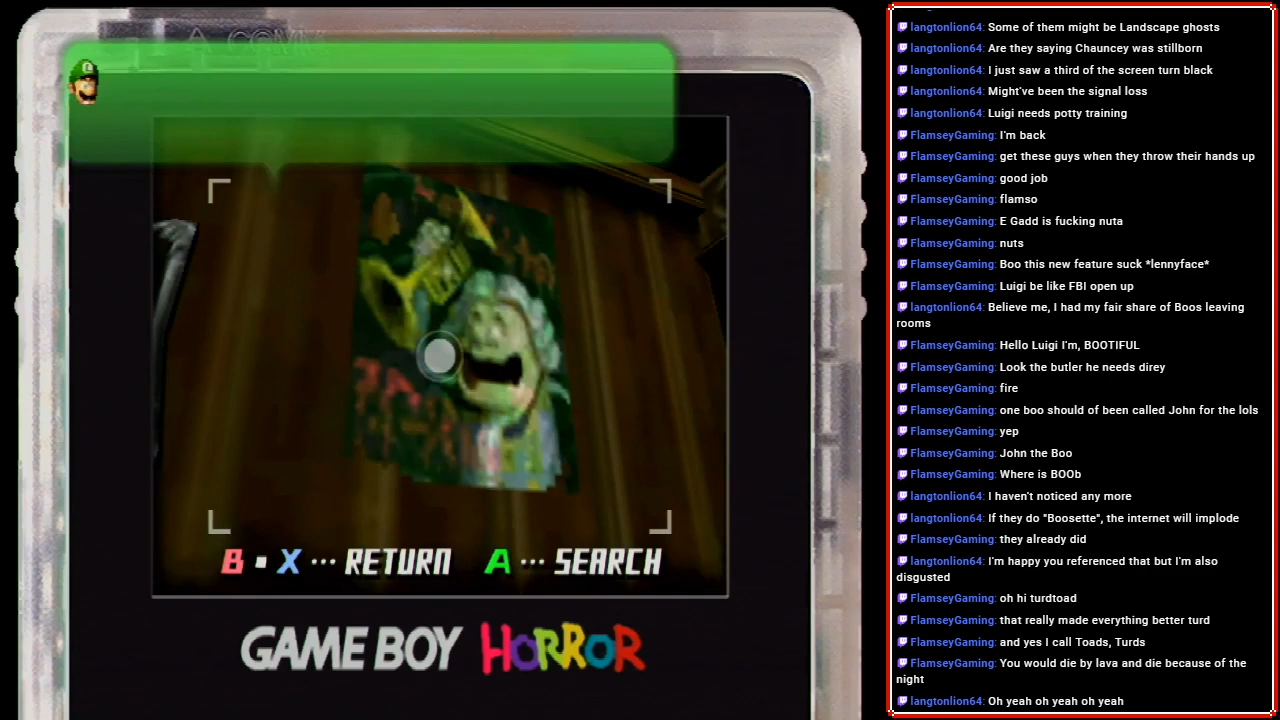 langtonlion64: Some of them might be Landscape ghosts
langtonlion64: Are they saying Chauncey was stillborn
langtonlion64: I just saw a third of the screen turn black
langtonlion64: Might've been the signal loss
langtonlion64: Luigi needs potty training
FlamseyGaming: I'm back
FlamseyGaming: get these guys when they throw their hands up
FlamseyGaming: good job
FlamseyGaming: flamso
FlamseyGaming: E Gadd is fucking nuta
FlamseyGaming: nuts
FlamseyGaming: Boo this new feature suck *lennyface*
FlamseyGaming: Luigi be like FBI open up
langtonlion64: Believe me, I had my fair share of Boos leaving
rooms
FlamseyGaming: Hello Luigi I'm, BOOTIFUL
FlamseyGaming: Look the butler he needs direy
FlamseyGaming: fire
FlamseyGaming: one boo should of been called John for the lols
FlamseyGaming: yep
FlamseyGaming: John the Boo
FlamseyGaming: Where is BOOb
langtonlion64: I haven't noticed any more
langtonlion64: If they do "Boosette", the internet will implode
FlamseyGaming: they already did
langtonlion64: I'm happy you referenced that but I'm also
disgusted
FlamseyGaming: oh hi turdtoad
FlamseyGaming: that really made everything better turd
FlamseyGaming: and yes I call Toads, Turds
FlamseyGaming: You would die by lava and die because of the
night
langtonlion64: Oh yeah oh yeah oh yeah
B ▪ X ··· RETURN A ··· SEARCH
GAME BOY HORROR